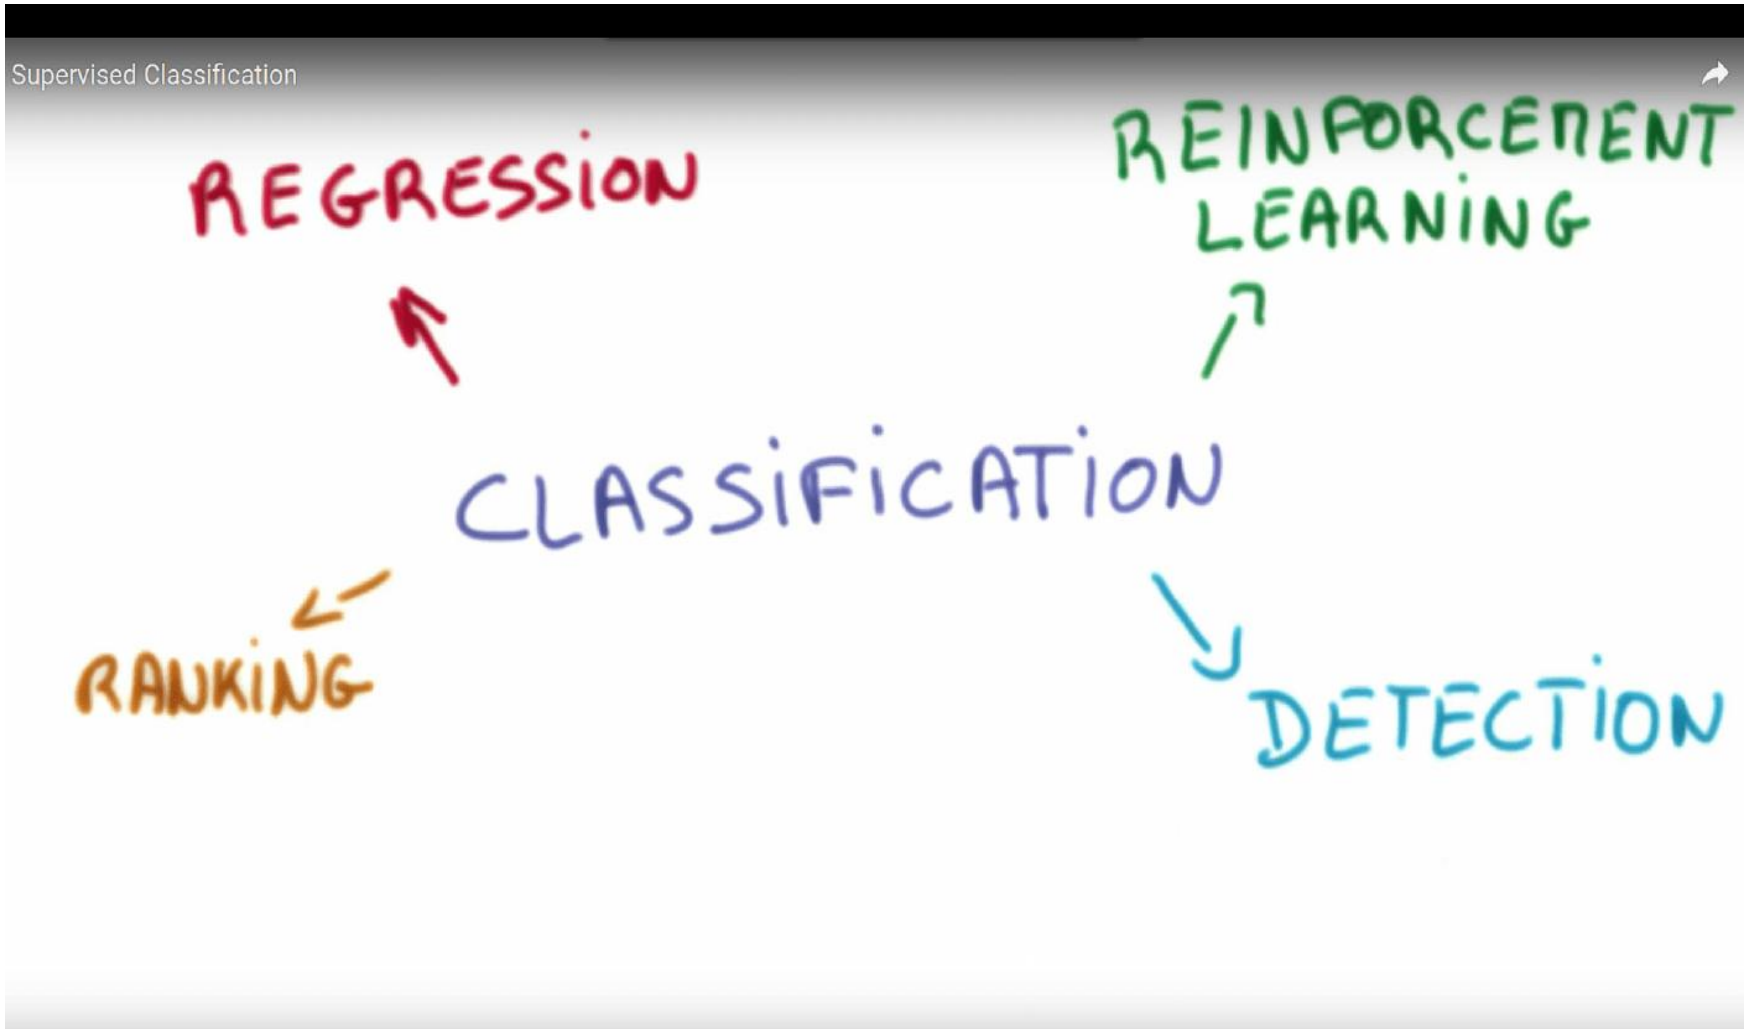 Supervised Classification
REGRESSION
REINFORCEMENT
LEARNING
CLASSIFICATION
RANKING
DETECTION